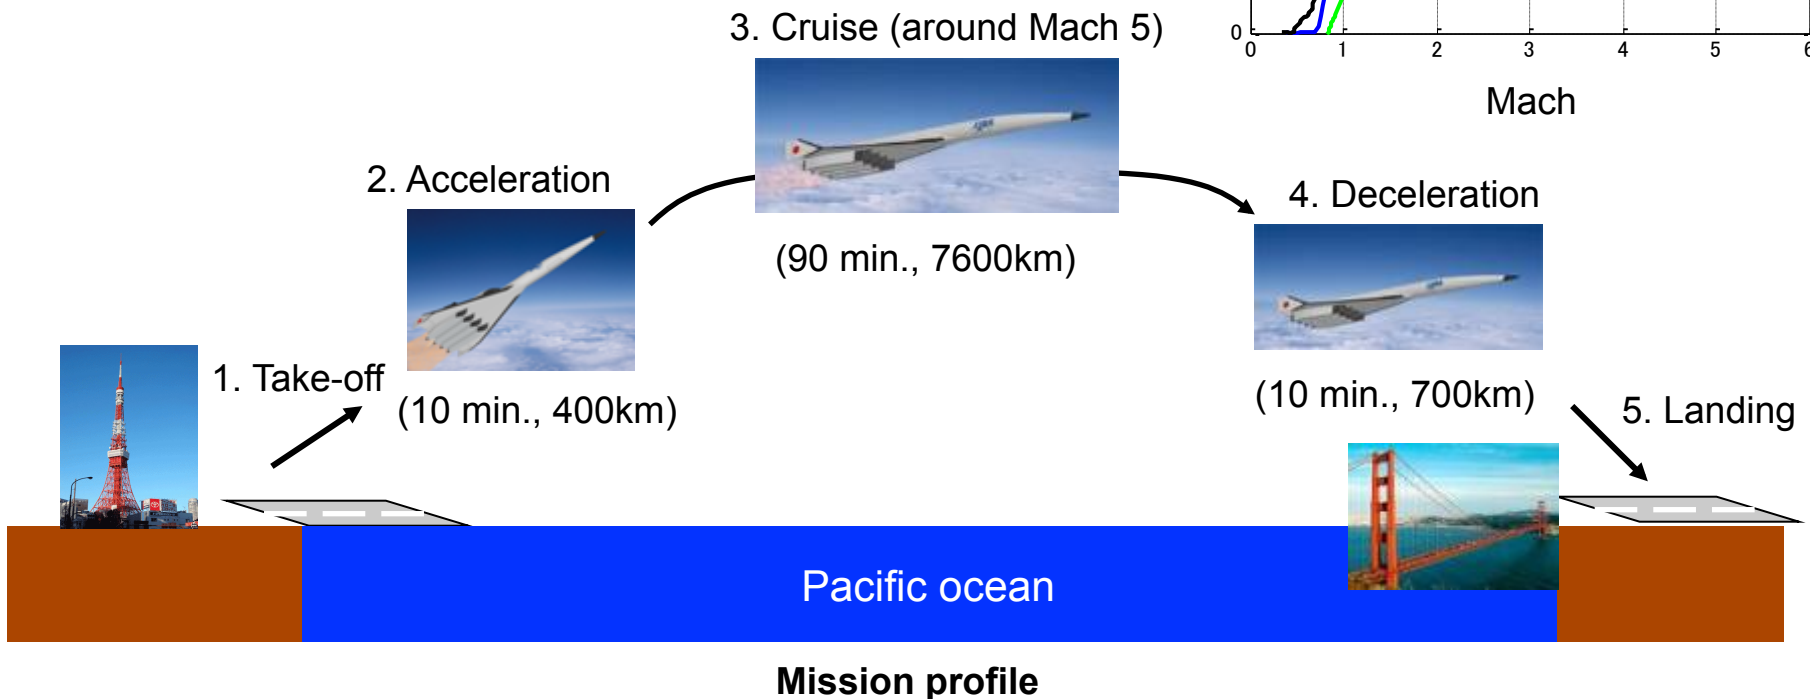 3. Cruise (around Mach 5)
0
0 1 2 3 4 5 6
Mach
2. Acceleration
4. Deceleration
(90 min., 7600km)
1. Take-off
(10 min., 400km)
(10 min., 700km)
5. Landing
Pacific ocean
Mission profile